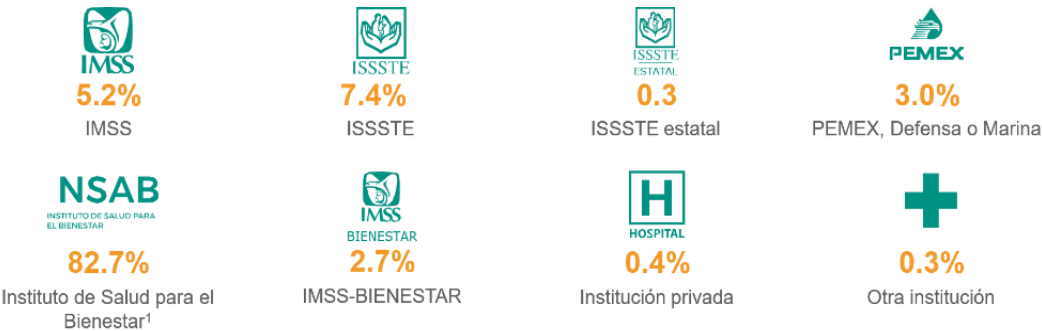 IMSS
ISSSTE
ISSSTE
ESTATAL
PEMEX
5.2%
7.4%
0.3
3.0%
IMSS
ISSSTE
ISSSTE estatal
PEMEX, Defensa o Marina
NSAB
INSTITUTO DE SALUD PARA
EL BIENESTAR
IMSS
BIENESTAR
H
HOSPITAL
82.7%
2.7%
0.4%
0.3%
Instituto de Salud para el
Bienestar¹
IMSS-BIENESTAR
Institución privada
Otra institución